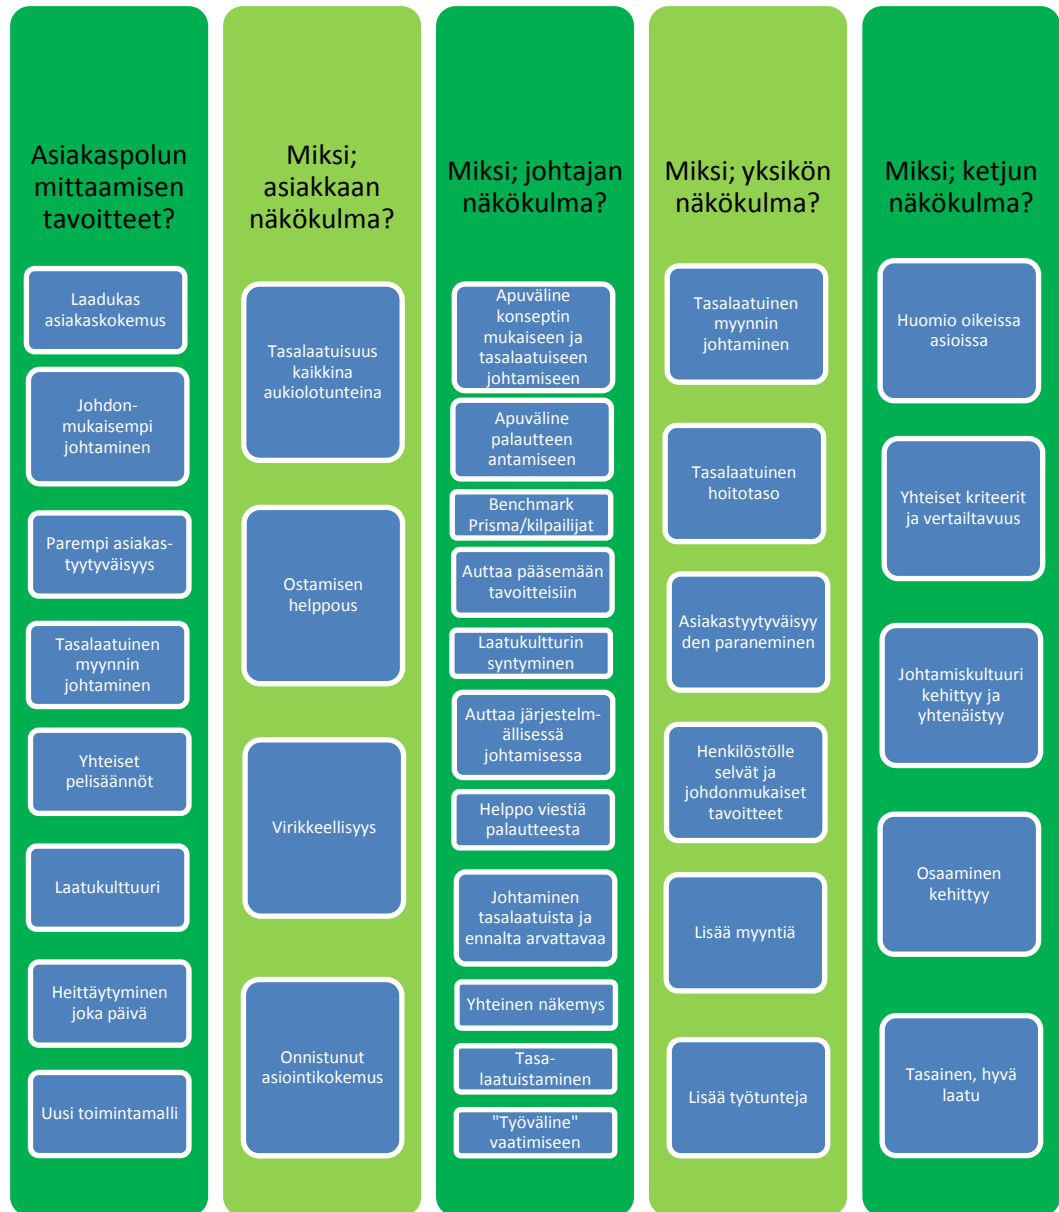 Asiakaspolun
mittaamisen
tavoitteet?
Laadukas
asiakaskokemus
Johdon-
mukaisempi
johtaminen
Parempi asiakas-
tyytyväisyys
Tasalaatuinen
myynnin
johtaminen
Yhteiset
pelisäännöt
Laatukulttuuri
Heittäytyminen
joka päivä
Uusi toimintamalli
Miksi;
asiakkaan
näkökulma?
Tasalaatuisuus
kaikkina
aukiolotunteina
Ostamisen
helppous
Virikkeellisyys
Onnistunut
asiointikokemus
Miksi; johtajan
näkökulma?
Apuväline
konseptin
mukaiseen ja
tasalaatuiseen
johtamiseen
Apuväline
palautteen
antamiseen
Benchmark
Prisma/kilpailijat
Auttaa pääsemään
tavoitteisiin
Laatukultturin
syntyminen
Auttaa järjestelm-
ällisessä
johtamisessa
Helppo viestiä
palautteesta
Johtaminen
tasalaatuista ja
ennalta arvattavaa
Yhteinen näkemys
Tasa-
laatuistaminen
"Työväline"
vaatimiseen
Miksi; yksikön
näkökulma?
Tasalaatuinen
myynnin
johtaminen
Tasalaatuinen
hoitotaso
Asiakastyytyväisyy
den paraneminen
Henkilöstölle
selvät ja
johdonmukaiset
tavoitteet
Lisää myyntiä
Lisää työtunteja
Miksi; ketjun
näkökulma?
Huomio oikeissa
asioissa
Yhteiset kriteerit
ja vertailtavuus
Johtamiskultuuri
kehittyy ja
yhtenäistyy
Osaaminen
kehittyy
Tasainen, hyvä
laatu